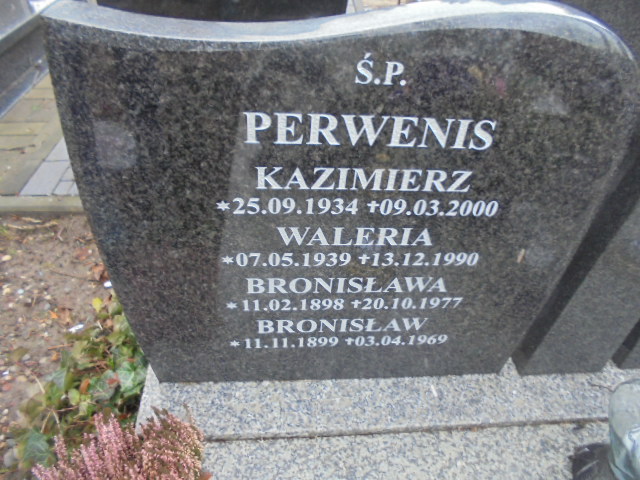 Ś.P.
PERWENIS
KAZIMIERZ
*25.09.1934 †09.03.2000
WALERIA
*07.05.1939 †13.12.1990
BRONISŁAWA
*11.02.1898 †20.10.1977
BRONISŁAW
*11.11.1899 †03.04.1969